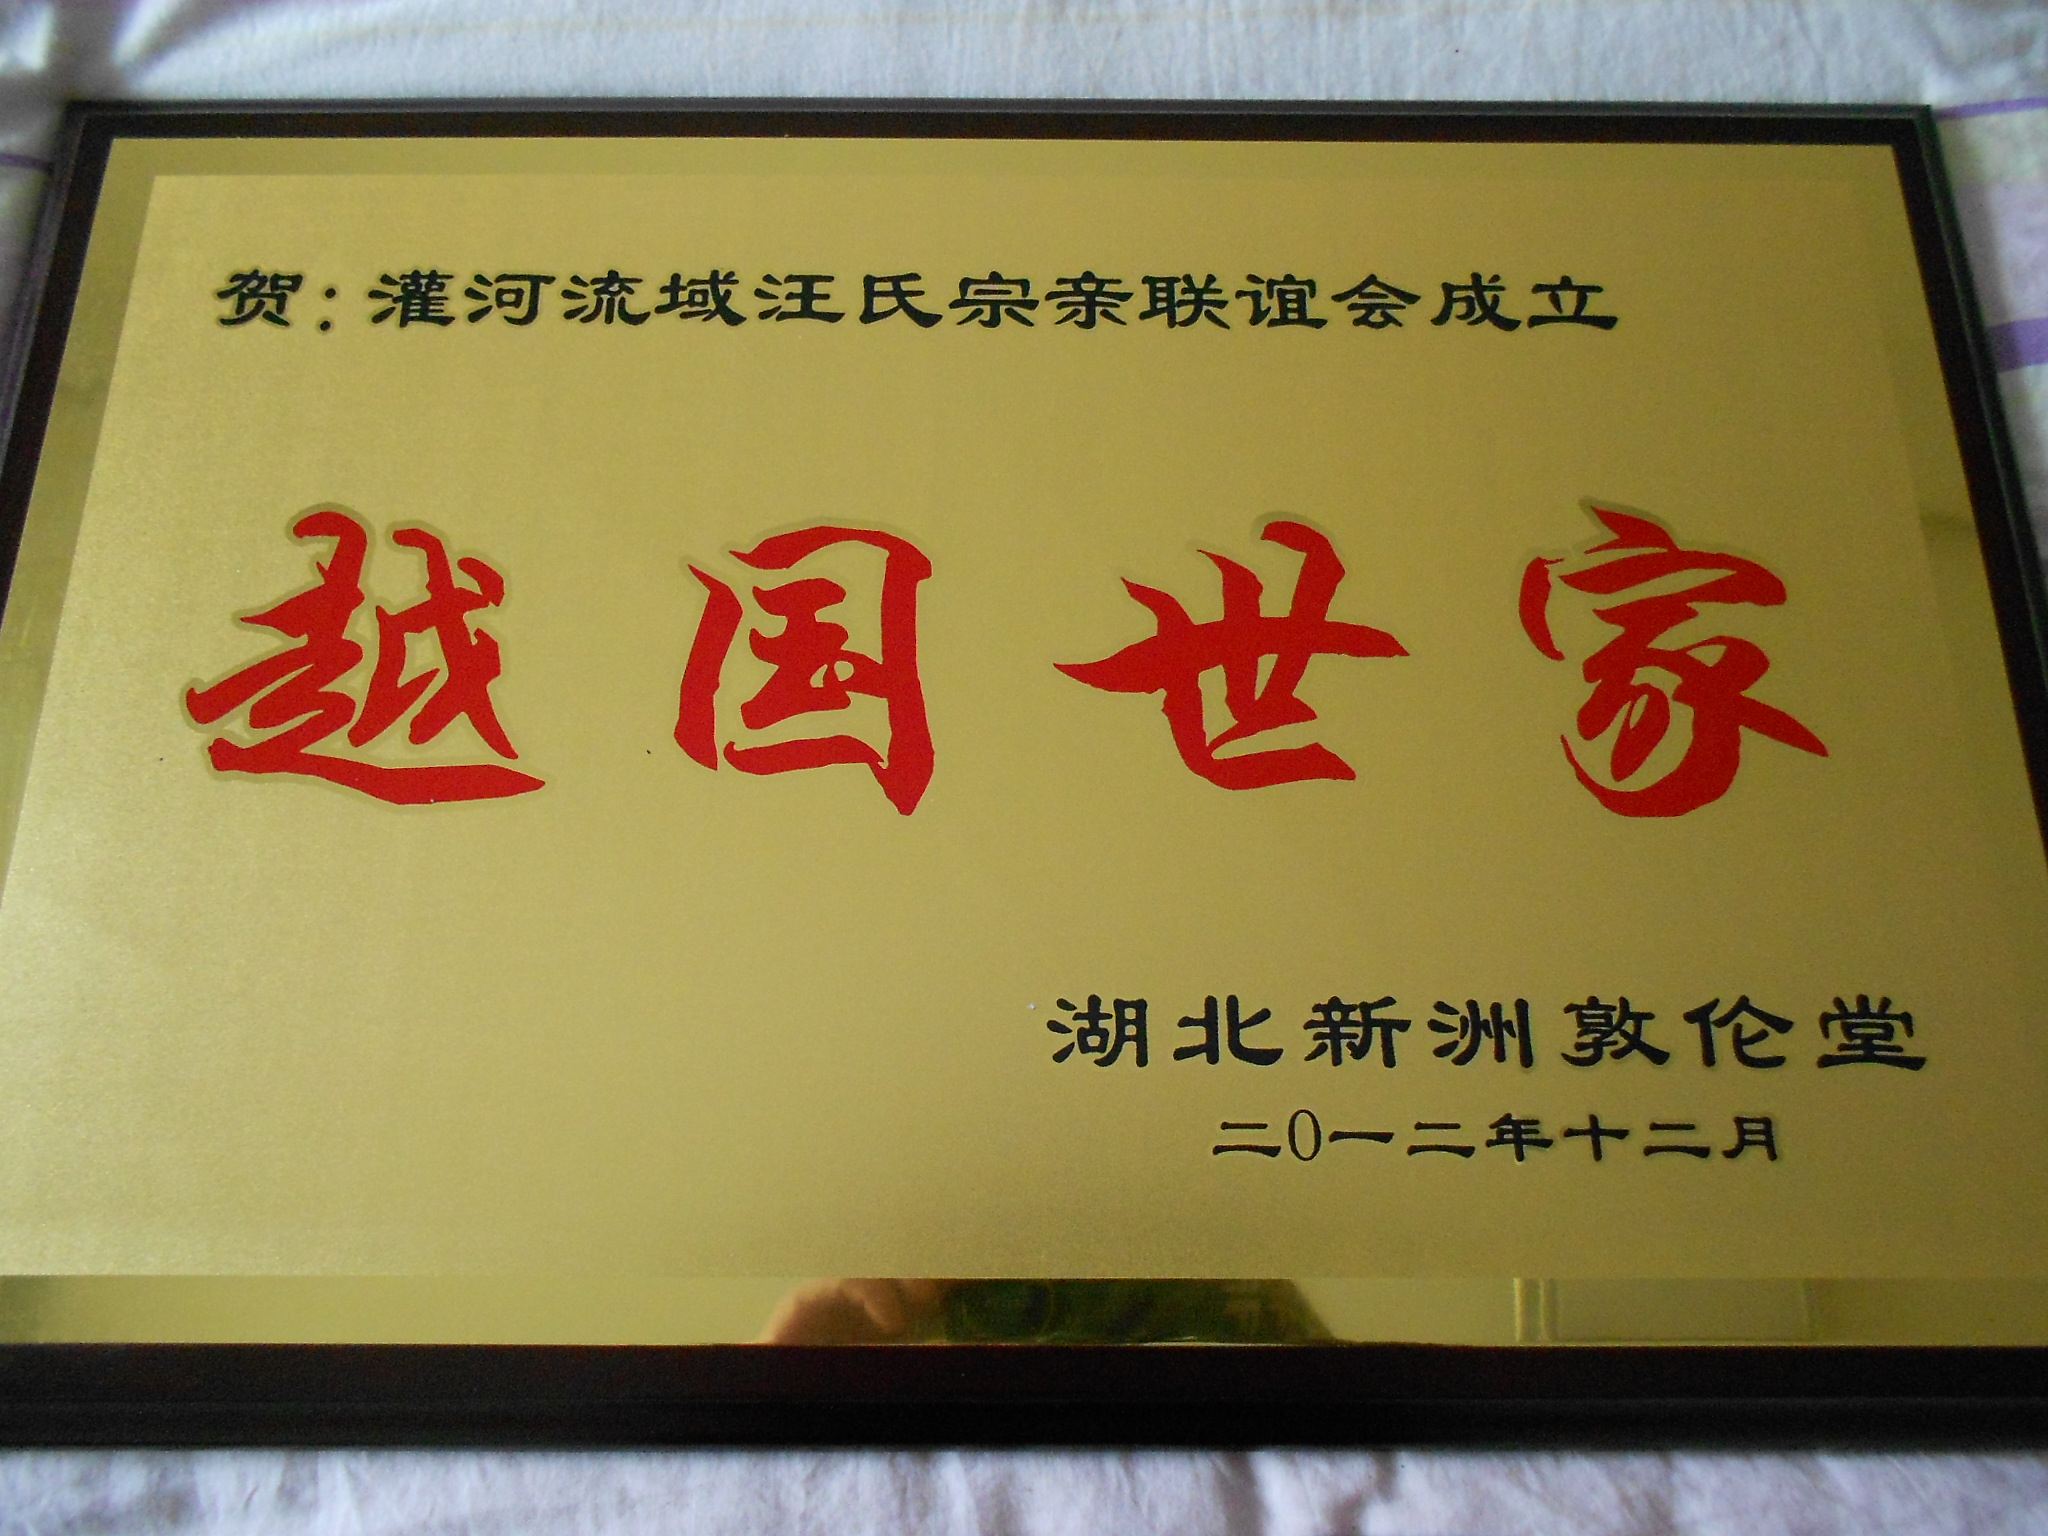 贺：灌河流域汪氏宗亲联谊会成立
越国世家
湖北新洲敦伦堂
二0一二年十二月